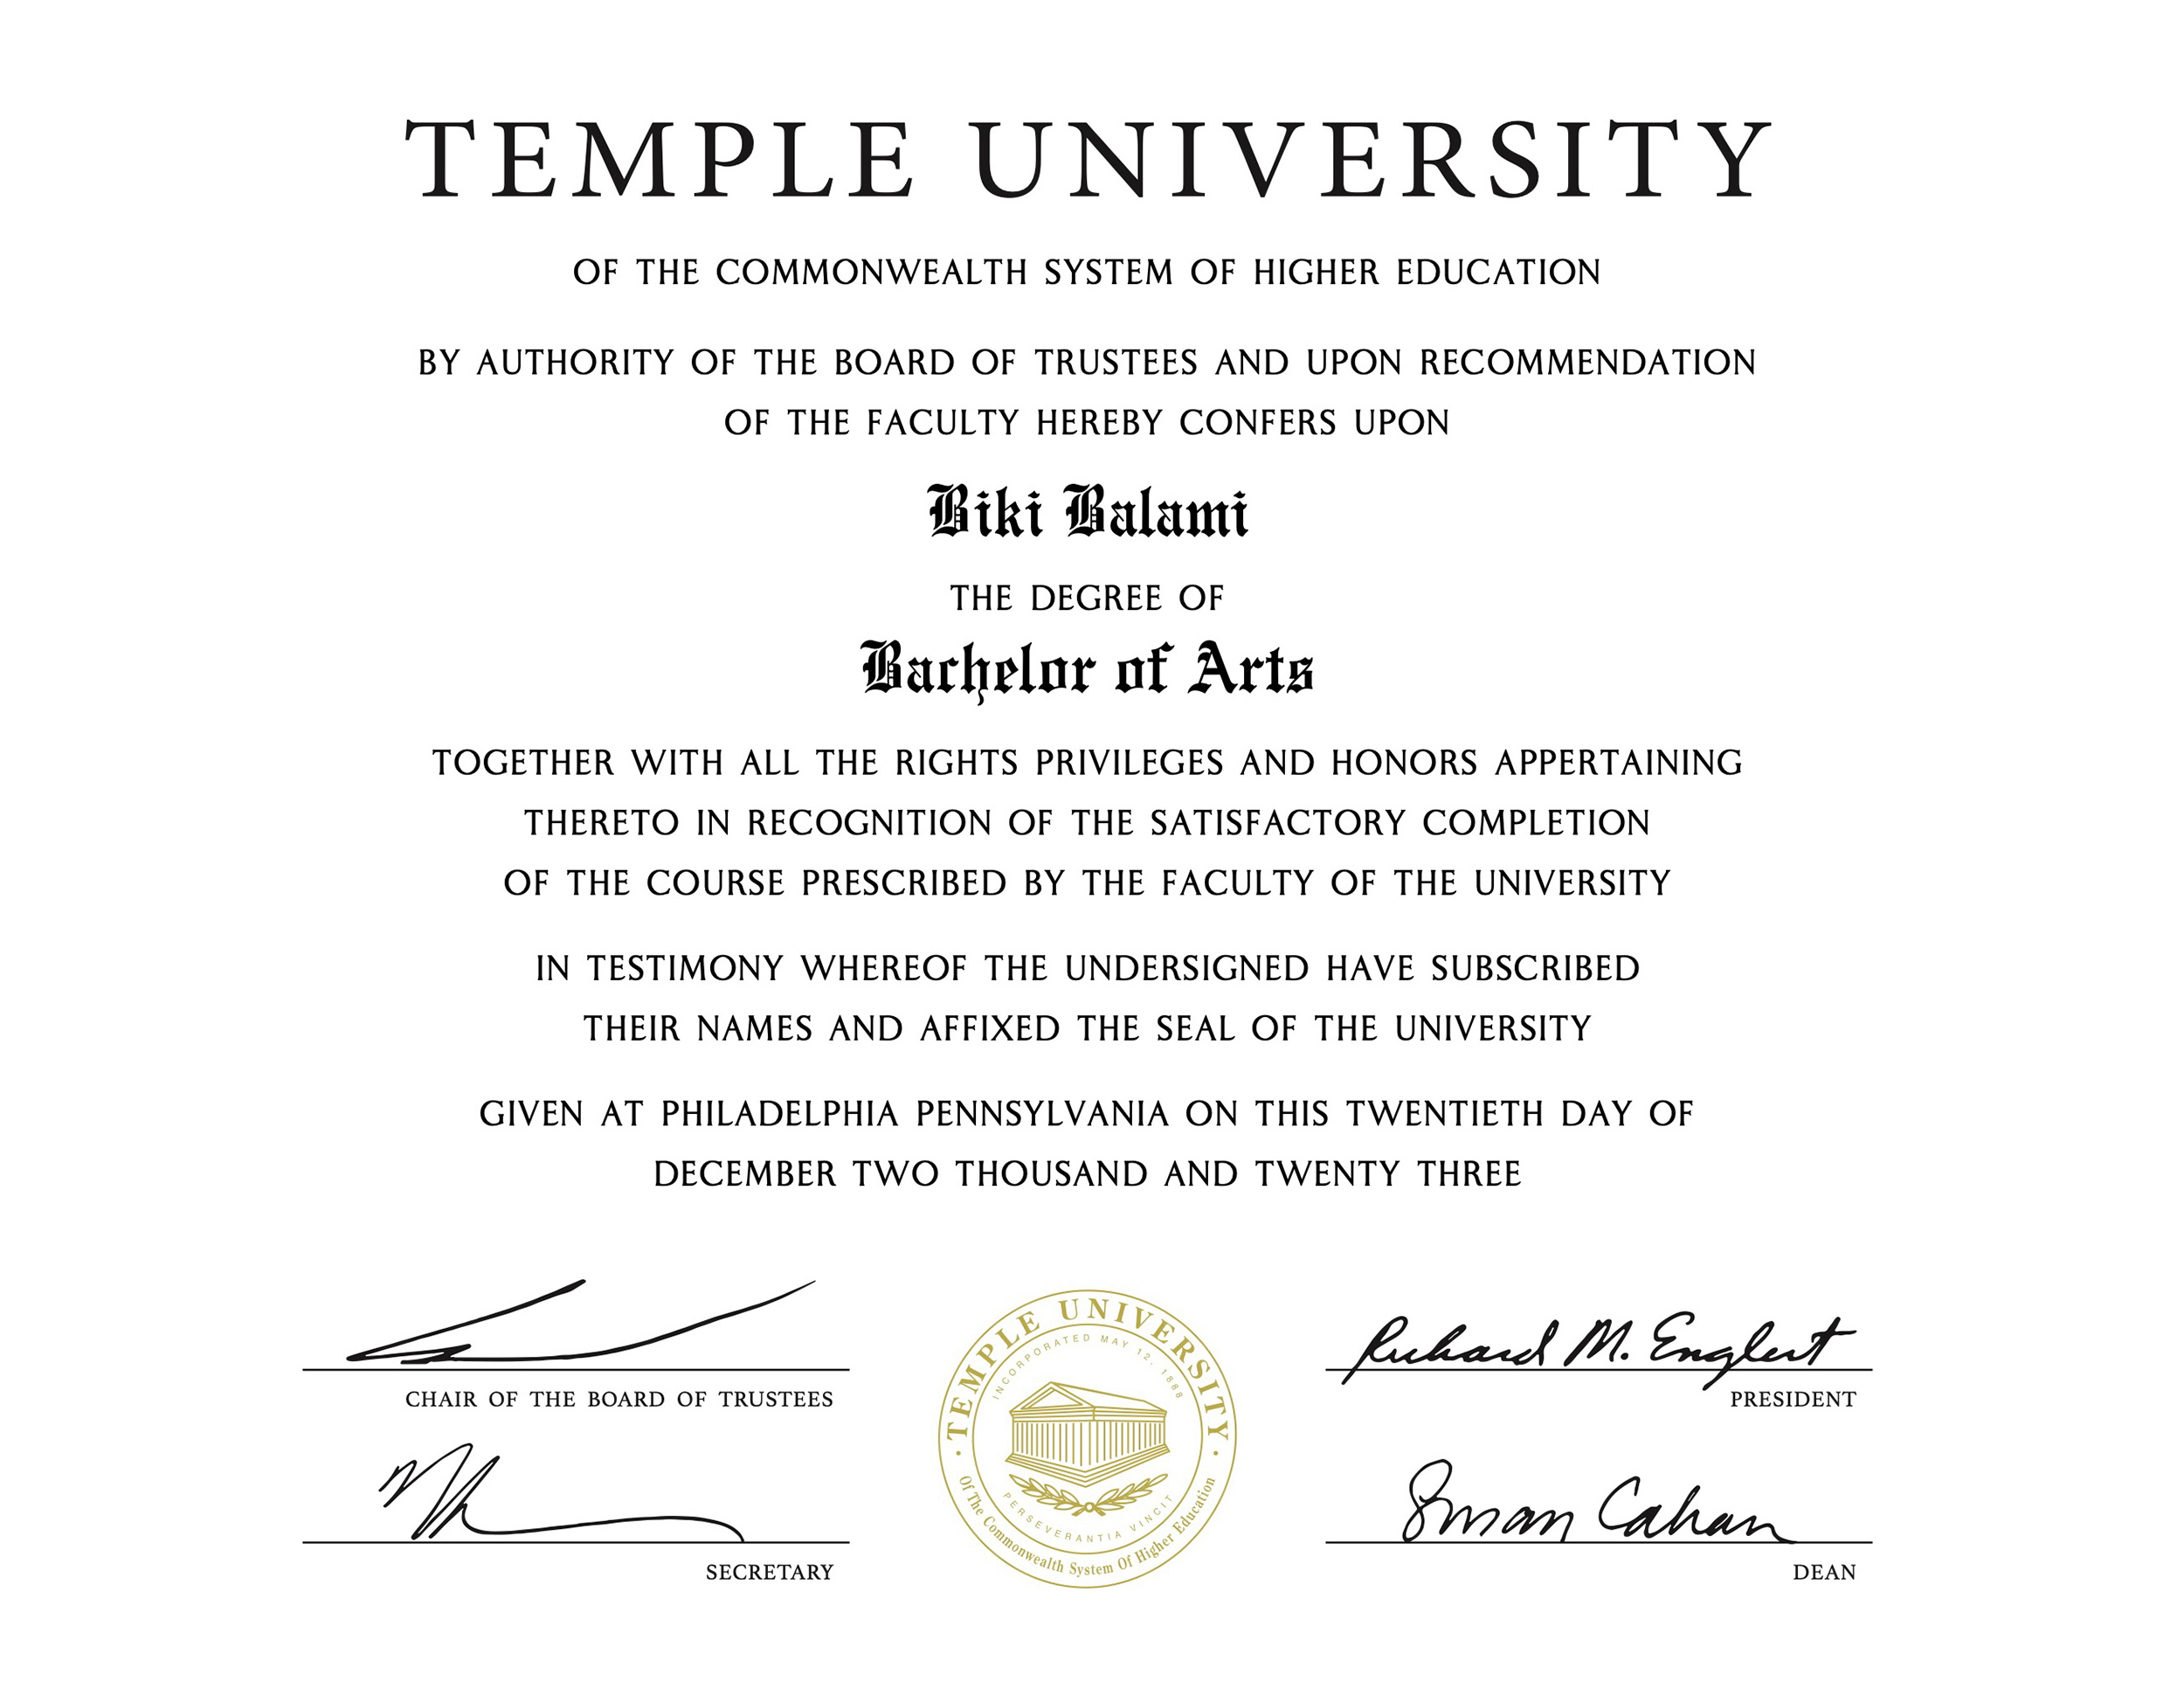 TEMPLE UNIVERSITY
OF THE COMMONWEALTH SYSTEM OF HIGHER EDUCATION
BY AUTHORITY OF THE BOARD OF TRUSTEES AND UPON RECOMMENDATION
OF THE FACULTY HEREBY CONFERS UPON
Biki Balami
THE DEGREE OF
Bachelor of Arts
TOGETHER WITH ALL THE RIGHTS PRIVILEGES AND HONORS APPERTAINING
THERETO IN RECOGNITION OF THE SATISFACTORY COMPLETION
OF THE COURSE PRESCRIBED BY THE FACULTY OF THE UNIVERSITY
IN TESTIMONY WHEREOF THE UNDERSIGNED HAVE SUBSCRIBED
THEIR NAMES AND AFFIXED THE SEAL OF THE UNIVERSITY
GIVEN AT PHILADELPHIA PENNSYLVANIA ON THIS TWENTIETH DAY OF
DECEMBER TWO THOUSAND AND TWENTY THREE
CHAIR OF THE BOARD OF TRUSTEES
SECRETARY
TEMPLE UNIVERSITY
INCORPORATED MAY 12, 1888
PERSEVERANTIA VINCIT
Of The Commonwealth System Of Higher Education
Richard M. Englert
PRESIDENT
Susan Cahan
DEAN